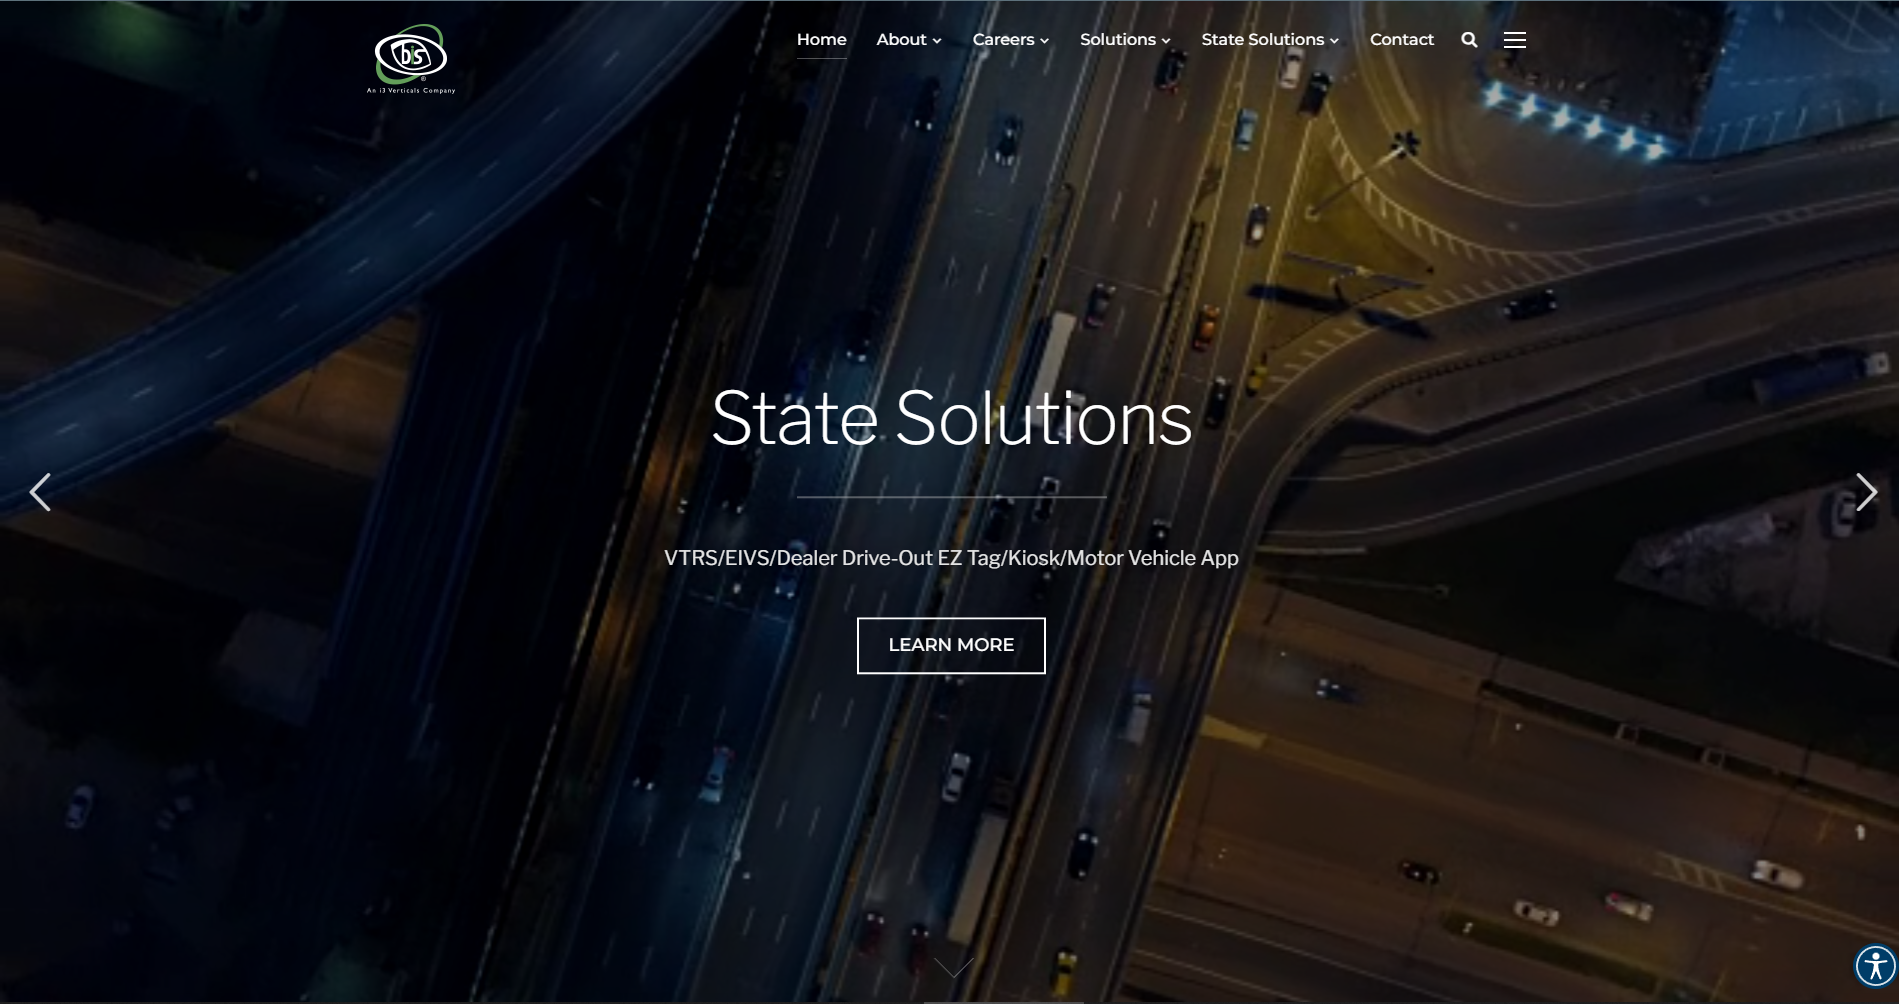 bis
An i3 Verticals Company
Home About Careers Solutions State Solutions Contact
State Solutions
VTRS/EIVS/Dealer Drive-Out EZ Tag/Kiosk/Motor Vehicle App
LEARN MORE